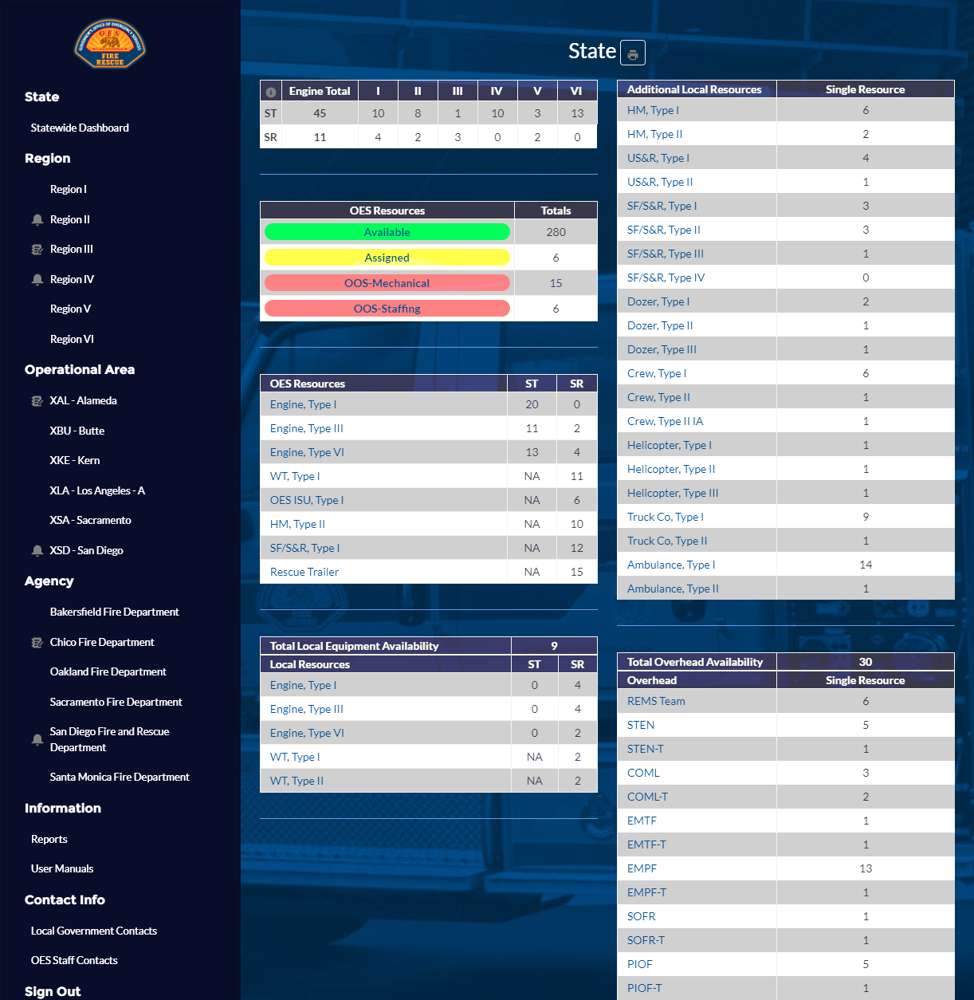 GOVERNOR'S OFFICE OF EMERGENCY SERVICES
OES
FIRE
RESCUE
State
Statewide Dashboard
Region
Region I
Region II
Region III
Region IV
Region V
Region VI
Operational Area
XAL - Alameda
XBU - Butte
XKE - Kern
XLA - Los Angeles - A
XSA - Sacramento
XSD - San Diego
Agency
Bakersfield Fire Department
Chico Fire Department
Oakland Fire Department
Sacramento Fire Department
San Diego Fire and Rescue
Department
Santa Monica Fire Department
Information
Reports
User Manuals
Contact Info
Local Government Contacts
OES Staff Contacts
Sign Out
State
Engine Total I II III IV V VI
ST 45 10 8 1 10 3 13
SR 11 4 2 3 0 2 0
OES Resources Totals
Available 280
Assigned 6
OOS-Mechanical 15
OOS-Staffing 6
OES Resources ST SR
Engine, Type I 20 0
Engine, Type III 11 2
Engine, Type VI 13 4
WT, Type I NA 11
OES ISU, Type I NA 6
HM, Type II NA 10
SF/S&R, Type I NA 12
Rescue Trailer NA 15
Total Local Equipment Availability 9
Local Resources ST SR
Engine, Type I 0 4
Engine, Type III 0 4
Engine, Type VI 0 2
WT, Type I NA 2
WT, Type II NA 2
Additional Local Resources Single Resource
HM, Type I 6
HM, Type II 2
US&R, Type I 4
US&R, Type II 1
SF/S&R, Type I 3
SF/S&R, Type II 3
SF/S&R, Type III 1
SF/S&R, Type IV 0
Dozer, Type I 2
Dozer, Type II 1
Dozer, Type III 1
Crew, Type I 6
Crew, Type II 1
Crew, Type II IA 1
Helicopter, Type I 1
Helicopter, Type II 1
Helicopter, Type III 1
Truck Co, Type I 9
Truck Co, Type II 1
Ambulance, Type I 14
Ambulance, Type II 1
Total Overhead Availability 30
Overhead Single Resource
REMS Team 6
STEN 5
STEN-T 1
COML 3
COML-T 2
EMTF 1
EMTF-T 1
EMPF 13
EMPF-T 1
SOFR 1
SOFR-T 1
PIOF 5
PIOF-T 1